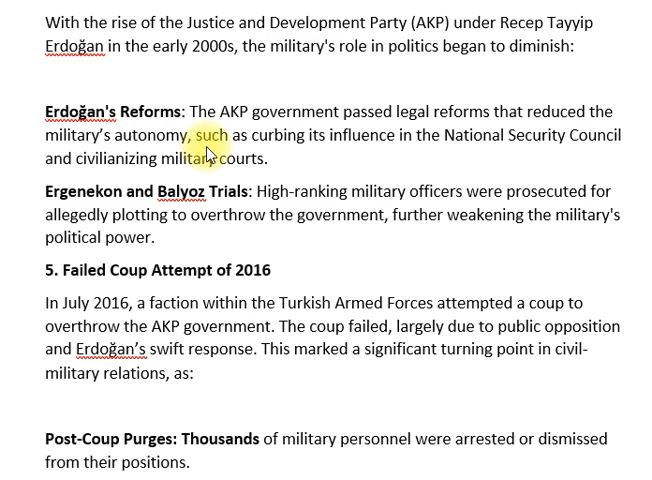 With the rise of the Justice and Development Party (AKP) under Recep Tayyip
Erdoğan in the early 2000s, the military's role in politics began to diminish:
Erdoğan's Reforms: The AKP government passed legal reforms that reduced the
military’s autonomy, such as curbing its influence in the National Security Council
and civilianizing military courts.
Ergenekon and Balyoz Trials: High-ranking military officers were prosecuted for
allegedly plotting to overthrow the government, further weakening the military's
political power.
5. Failed Coup Attempt of 2016
In July 2016, a faction within the Turkish Armed Forces attempted a coup to
overthrow the AKP government. The coup failed, largely due to public opposition
and Erdoğan’s swift response. This marked a significant turning point in civil-
military relations, as:
Post-Coup Purges: Thousands of military personnel were arrested or dismissed
from their positions.